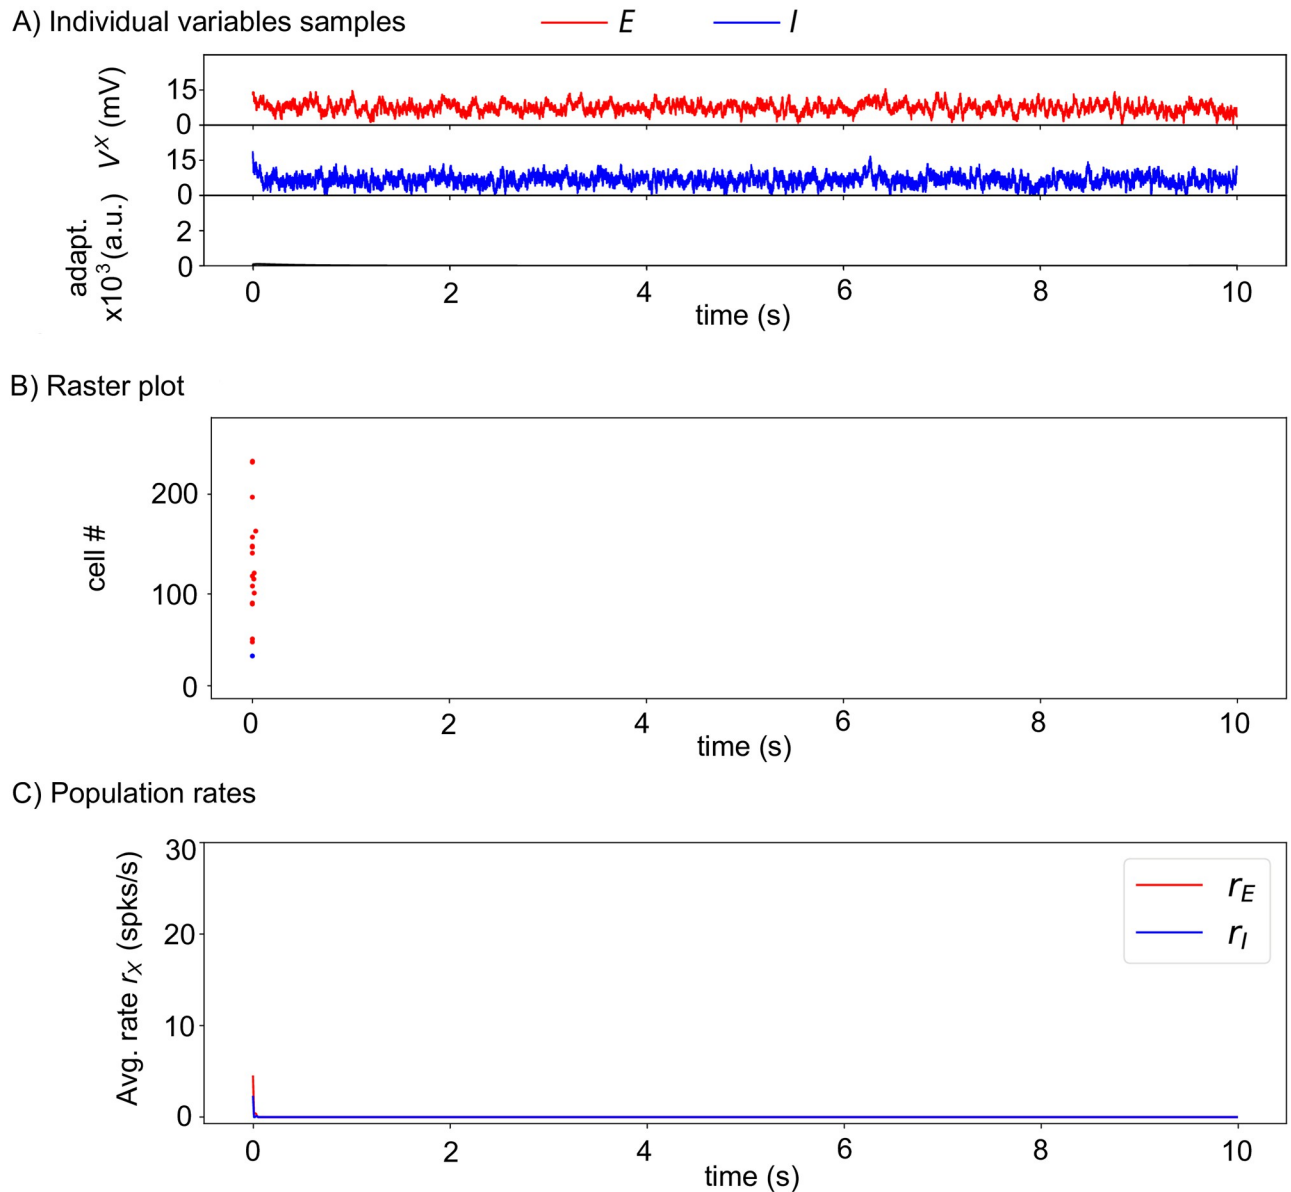 A) Individual variables samples
E
I
15
0
V^X (mV)
15
0
adapt.
x10^3 (a.u.)
2
0
0 2 4 6 8 10
time (s)
B) Raster plot
200
100
0
cell #
0 2 4 6 8 10
time (s)
C) Population rates
30
20
10
0
Avg. rate r_X (spks/s)
r_E
r_I
0 2 4 6 8 10
time (s)